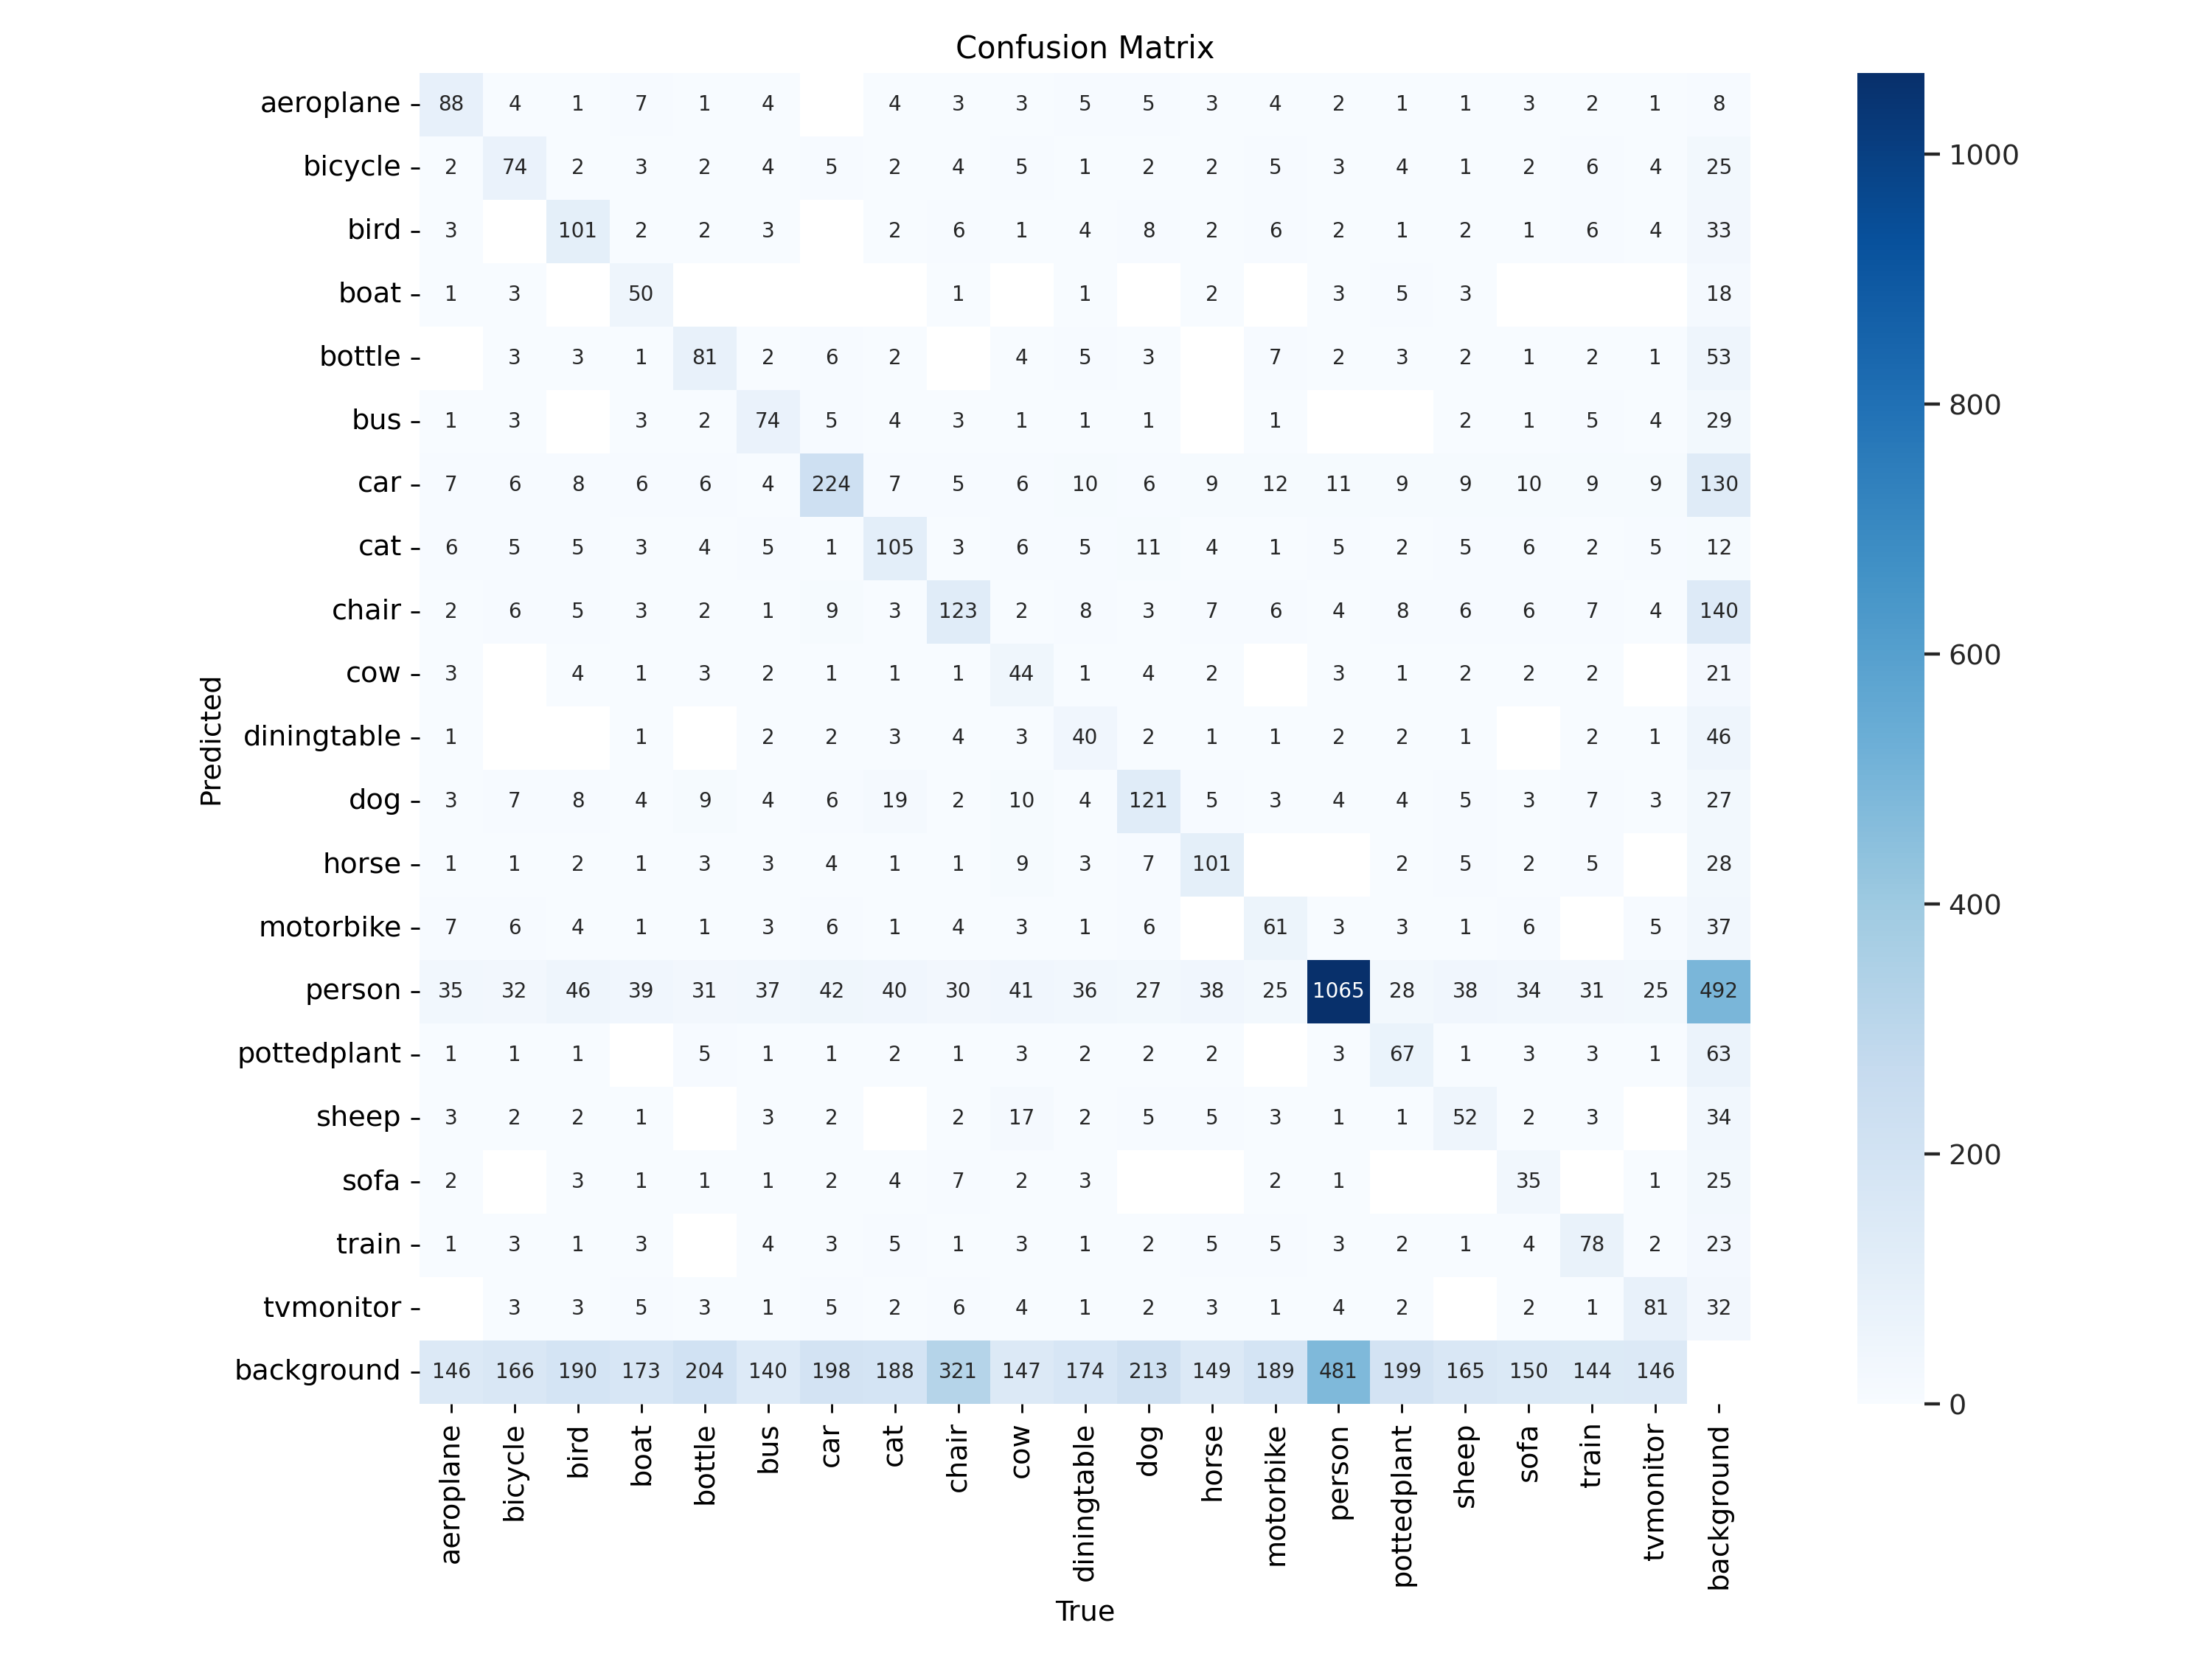 Confusion Matrix
aeroplane 88 4 1 7 1 4 4 3 3 5 5 3 4 2 1 1 3 2 1 8
bicycle 2 74 2 3 2 4 5 2 4 5 1 2 2 5 3 4 1 2 6 4 25
bird 3 101 2 2 3 2 6 1 4 8 2 6 2 1 2 1 6 4 33
boat 1 3 50 1 1 2 3 5 3 18
bottle 3 3 1 81 2 6 2 4 5 3 7 2 3 2 1 2 1 53
bus 1 3 3 2 74 5 4 3 1 1 1 1 2 1 5 4 29
car 7 6 8 6 6 4 224 7 5 6 10 6 9 12 11 9 9 10 9 9 130
cat 6 5 5 3 4 5 1 105 3 6 5 11 4 1 5 2 5 6 2 5 12
chair 2 6 5 3 2 1 9 3 123 2 8 3 7 6 4 8 6 6 7 4 140
cow 3 4 1 3 2 1 1 1 44 1 4 2 3 1 2 2 2 21
diningtable 1 1 2 2 3 4 3 40 2 1 1 2 2 1 2 1 46
dog 3 7 8 4 9 4 6 19 2 10 4 121 5 3 4 4 5 3 7 3 27
horse 1 1 2 1 3 3 4 1 1 9 3 7 101 2 5 2 5 28
motorbike 7 6 4 1 1 3 6 1 4 3 1 6 61 3 3 1 6 5 37
person 35 32 46 39 31 37 42 40 30 41 36 27 38 25 1065 28 38 34 31 25 492
pottedplant 1 1 1 5 1 1 2 1 3 2 2 2 3 67 1 3 3 1 63
sheep 3 2 2 1 3 2 2 17 2 5 5 3 1 1 52 2 3 34
sofa 2 3 1 1 1 2 4 7 2 3 2 1 35 1 25
train 1 3 1 3 4 3 5 1 3 1 2 5 5 3 2 1 4 78 2 23
tvmonitor 3 3 5 3 1 5 2 6 4 1 2 3 1 4 2 2 1 81 32
background 146 166 190 173 204 140 198 188 321 147 174 213 149 189 481 199 165 150 144 146
aeroplane bicycle bird boat bottle bus car cat chair cow diningtable dog horse motorbike person pottedplant sheep sofa train tvmonitor background
True
Predicted
1000
800
600
400
200
0